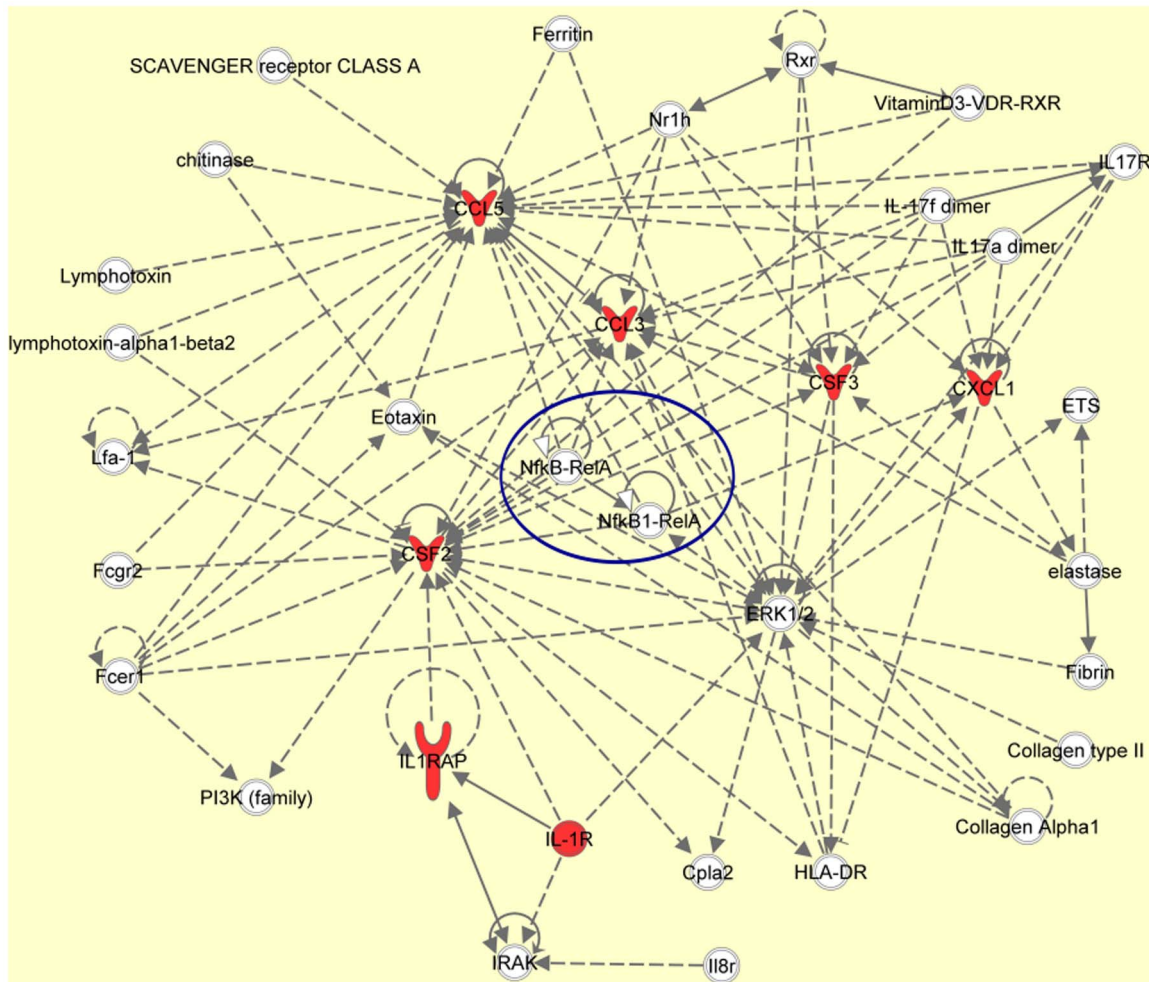 Ferritin
SCAVENGER receptor CLASS A
Rxr
VitaminD3-VDR-RXR
Nr1h
chitinase
IL17R
CCL5
IL-17f dimer
IL17a dimer
Lymphotoxin
CCL3
lymphotoxin-alpha1-beta2
CSF3
CXCL1
ETS
Eotaxin
Lfa-1
NfkB-RelA
NfkB1-RelA
CSF2
Fcgr2
elastase
ERK1/2
Fcer1
Fibrin
IL1RAP
Collagen type II
PI3K (family)
Collagen Alpha1
IL-1R
Cpla2
HLA-DR
IRAK
Il8r